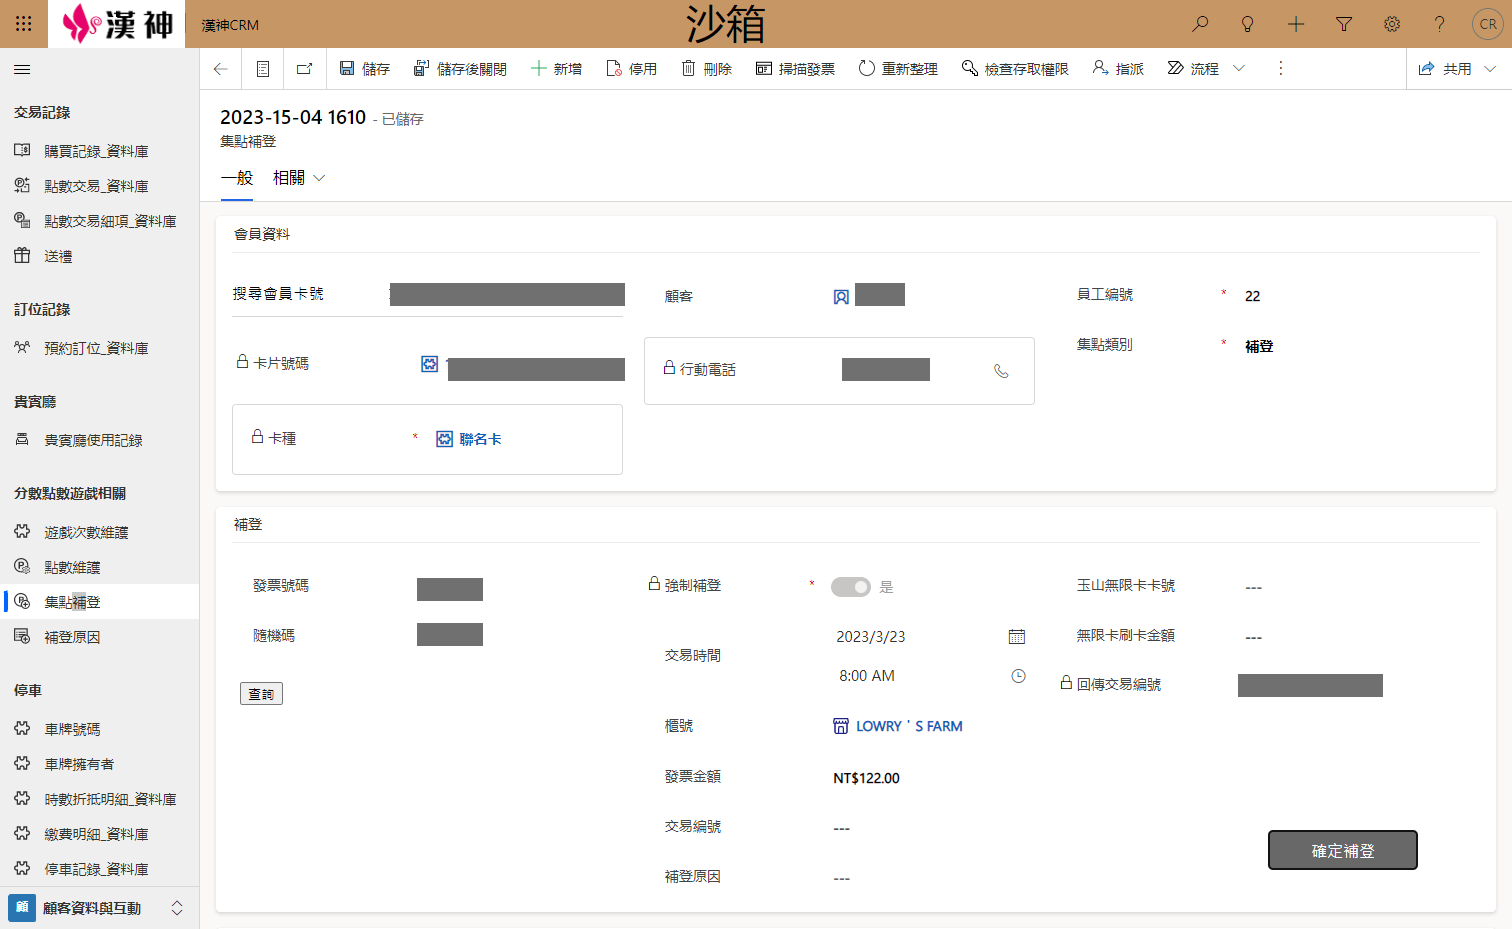 漢神
漢神CRM
沙箱
CR
儲存
儲存後關閉
新增
停用
刪除
掃描發票
重新整理
檢查存取權限
指派
流程
共用
交易記錄
購買記錄_資料庫
點數交易_資料庫
點數交易細項_資料庫
送禮
訂位記錄
預約訂位_資料庫
貴賓廳
貴賓廳使用記錄
分數點數遊戲相關
遊戲次數維護
點數維護
集點補登
補登原因
停車
車牌號碼
車牌擁有者
時數折抵明細_資料庫
繳費明細_資料庫
停車記錄_資料庫
顧 顧客資料與互動
2023-15-04 1610 - 已儲存
集點補登
一般 相關
會員資料
搜尋會員卡號
顧客
員工編號 * 22
卡片號碼
行動電話
集點類別 * 補登
卡種 * 聯名卡
補登
發票號碼
隨機碼
查詢
強制補登 * 是
交易時間
2023/3/23
8:00 AM
櫃號 LOWRY ' S FARM
發票金額 NT$122.00
交易編號 ---
補登原因 ---
玉山無限卡卡號 ---
無限卡刷卡金額 ---
回傳交易編號
確定補登